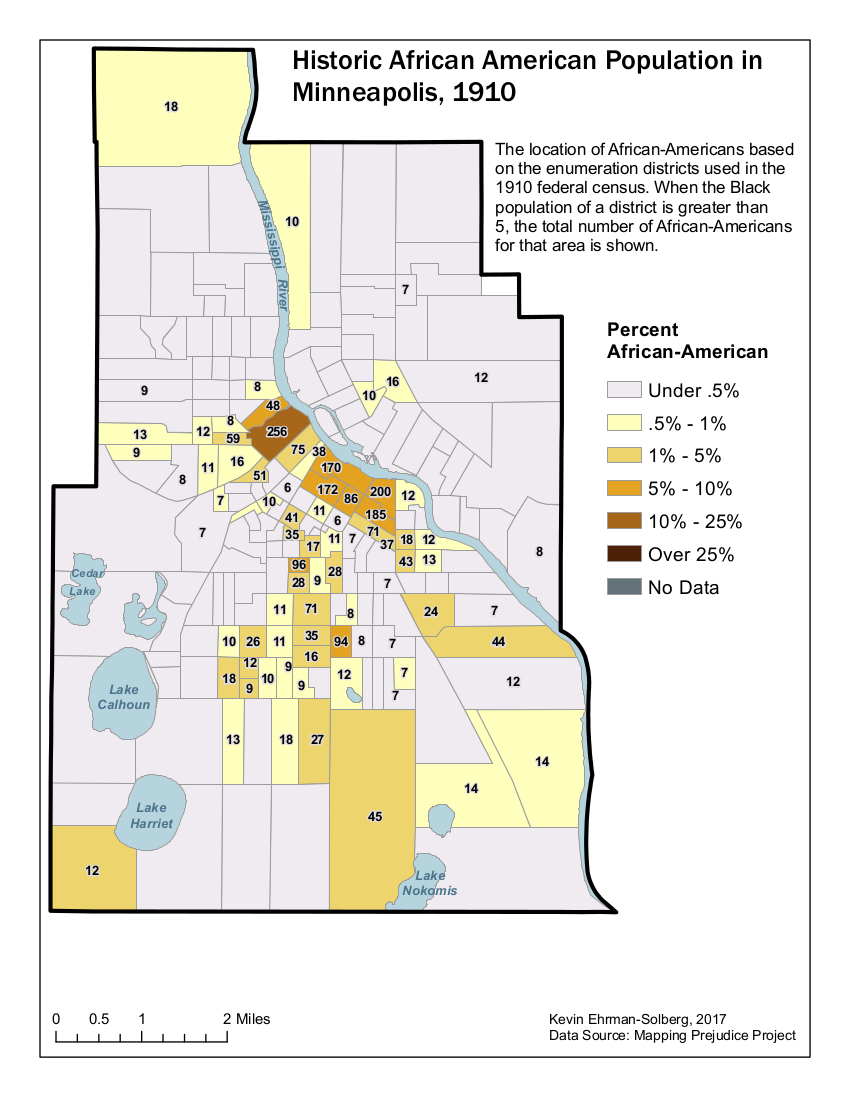 Historic African American Population in
Minneapolis, 1910
The location of African-Americans based
on the enumeration districts used in the
1910 federal census. When the Black
population of a district is greater than
5, the total number of African-Americans
for that area is shown.
Percent
African-American
Under .5%
.5% - 1%
1% - 5%
5% - 10%
10% - 25%
Over 25%
No Data
18
Mississippi River
10
7
12
16
10
9
8
48
8
256
13
12
59
9
75
38
11
16
170
8
51
6
172
86
200
12
7
10
11
185
41
6
71
7
35
11
7
37
18
12
17
43
13
8
96
28
28
9
7
Cedar
Lake
11
71
8
24
7
10
26
11
35
94
8
7
44
12
9
16
18
9
10
9
12
7
7
12
Lake
Calhoun
13
18
27
14
14
45
Lake
Harriet
12
Lake
Nokomis
0 0.5 1 2 Miles
Kevin Ehrman-Solberg, 2017
Data Source: Mapping Prejudice Project